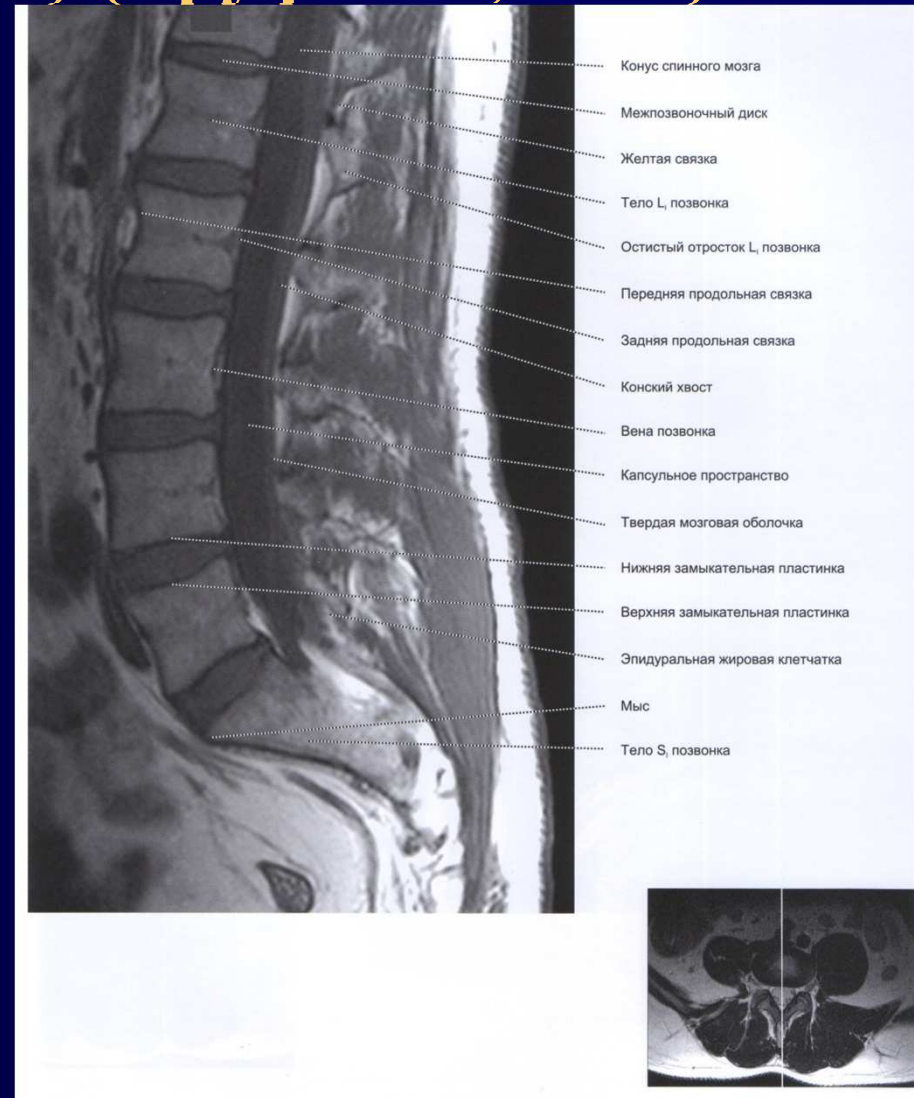 Конус спинного мозга
Межпозвоночный диск
Желтая связка
Тело L₁ позвонка
Остистый отросток L₁ позвонка
Передняя продольная связка
Задняя продольная связка
Конский хвост
Вена позвонка
Капсульное пространство
Твердая мозговая оболочка
Нижняя замыкательная пластинка
Верхняя замыкательная пластинка
Эпидуральная жировая клетчатка
Мыс
Тело S₁ позвонка